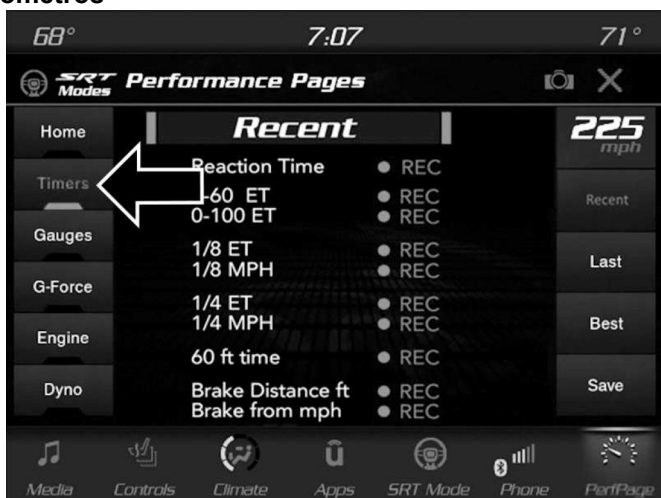 68° 7:07 71°
SRT Modes Performance Pages
Home
Timers
Gauges
G-Force
Engine
Dyno
Recent
Reaction Time REC
-60 ET REC
0-100 ET REC
1/8 ET REC
1/8 MPH REC
1/4 ET REC
1/4 MPH REC
60 ft time REC
Brake Distance ft REC
Brake from mph REC
225
mph
Recent
Last
Best
Save
Media Controls Climate Apps SRT Mode Phone PerfPage